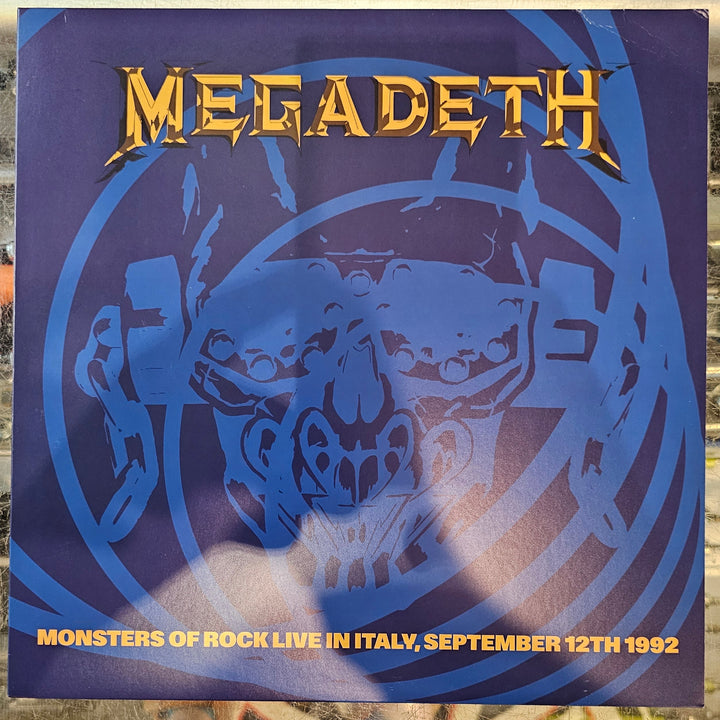 MEGADETH
MONSTERS OF ROCK LIVE IN ITALY, SEPTEMBER 12TH 1992